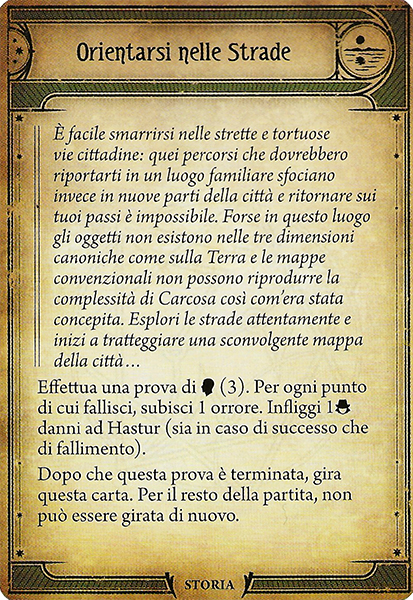 Orientarsi nelle Strade
È facile smarrirsi nelle strette e tortuose
vie cittadine: quei percorsi che dovrebbero
riportarti in un luogo familiare sfociano
invece in nuove parti della città e ritornare sui
tuoi passi è impossibile. Forse in questo luogo
gli oggetti non esistono nelle tre dimensioni
canoniche come sulla Terra e le mappe
convenzionali non possono riprodurre la
complessità di Carcosa così com'era stata
concepita. Esplori le strade attentamente e
inizi a tratteggiare una sconvolgente mappa
della città…
Effettua una prova di (3). Per ogni punto
di cui fallisci, subisci 1 orrore. Infliggi 1
danni ad Hastur (sia in caso di successo che
di fallimento).
Dopo che questa prova è terminata, gira
questa carta. Per il resto della partita, non
può essere girata di nuovo.
STORIA